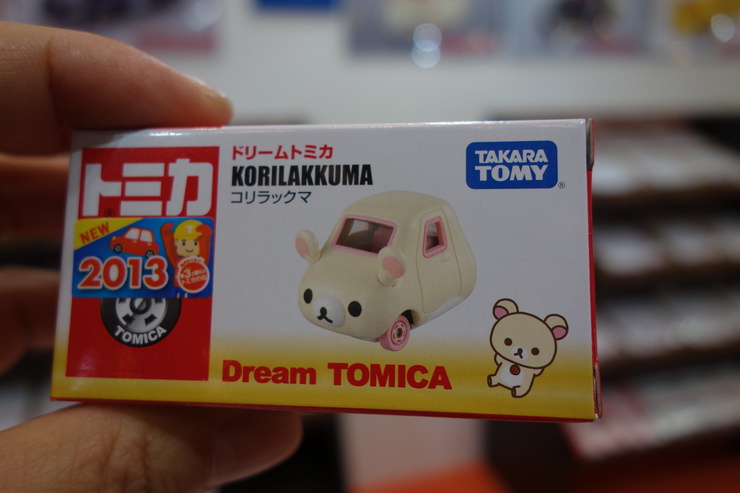 トミカ
NEW
2013
TOMICA
ドリームトミカ
KORILAKKUMA
コリラックマ
TAKARA
TOMY
®
Dream TOMICA